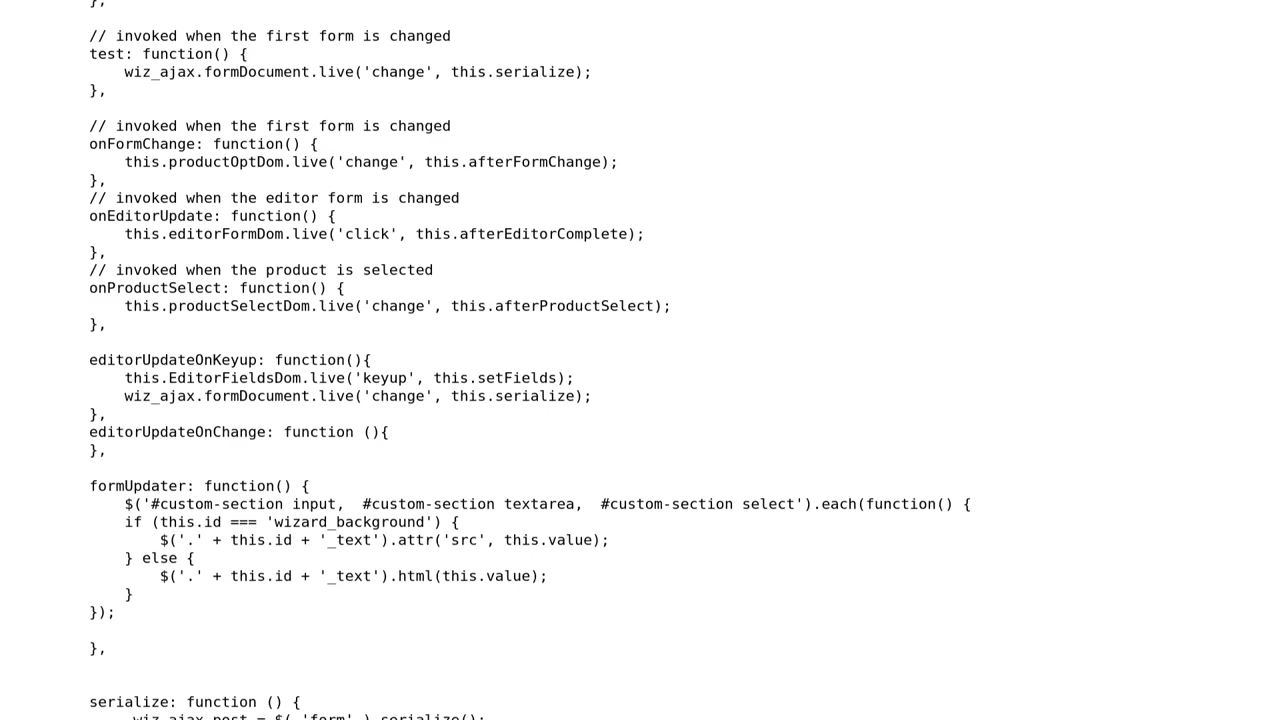 },
// invoked when the first form is changed
test: function() {
    wiz_ajax.formDocument.live('change', this.serialize);
},
// invoked when the first form is changed
onFormChange: function() {
    this.productOptDom.live('change', this.afterFormChange);
},
// invoked when the editor form is changed
onEditorUpdate: function() {
    this.editorFormDom.live('click', this.afterEditorComplete);
},
// invoked when the product is selected
onProductSelect: function() {
    this.productSelectDom.live('change', this.afterProductSelect);
},
editorUpdateOnKeyup: function(){
    this.EditorFieldsDom.live('keyup', this.setFields);
    wiz_ajax.formDocument.live('change', this.serialize);
},
editorUpdateOnChange: function (){
},
formUpdater: function() {
    $('#custom-section input,  #custom-section textarea,  #custom-section select').each(function() {
    if (this.id === 'wizard_background') {
        $('.' + this.id + '_text').attr('src', this.value);
    } else {
        $('.' + this.id + '_text').html(this.value);
    }
});
},
serialize: function () {
     wiz_ajax.post = $( 'form' ).serialize();